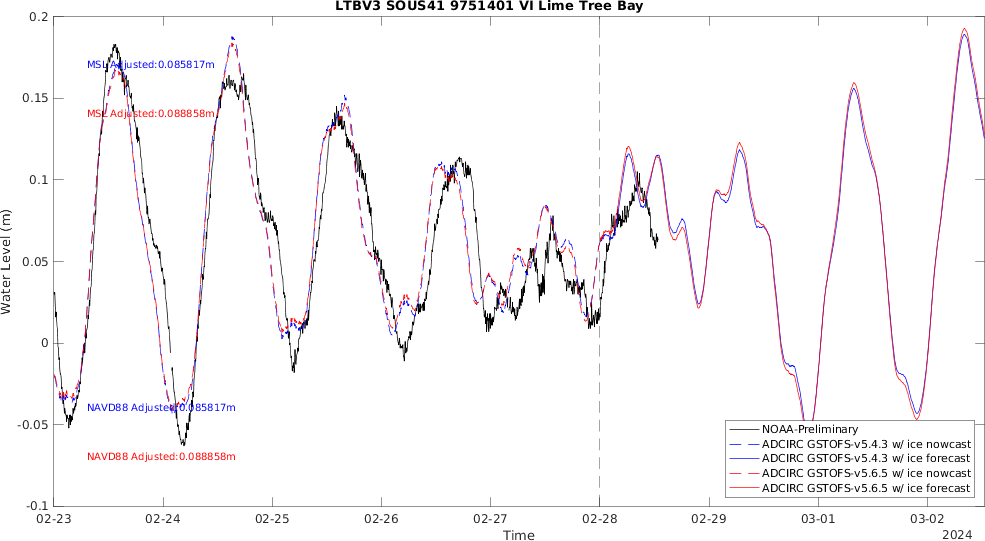 LTBV3 SOUS41 9751401 VI Lime Tree Bay
0.2
0.15
0.1
0.05
0
-0.05
-0.1
Water Level (m)
MSL Adjusted:0.085817m
MSL Adjusted:0.088858m
NAVD88 Adjusted:0.085817m
NAVD88 Adjusted:0.088858m
NOAA-Preliminary
ADCIRC GSTOFS-v5.4.3 w/ ice nowcast
ADCIRC GSTOFS-v5.4.3 w/ ice forecast
ADCIRC GSTOFS-v5.6.5 w/ ice nowcast
ADCIRC GSTOFS-v5.6.5 w/ ice forecast
02-23 02-24 02-25 02-26 02-27 02-28 02-29 03-01 03-02
Time
2024